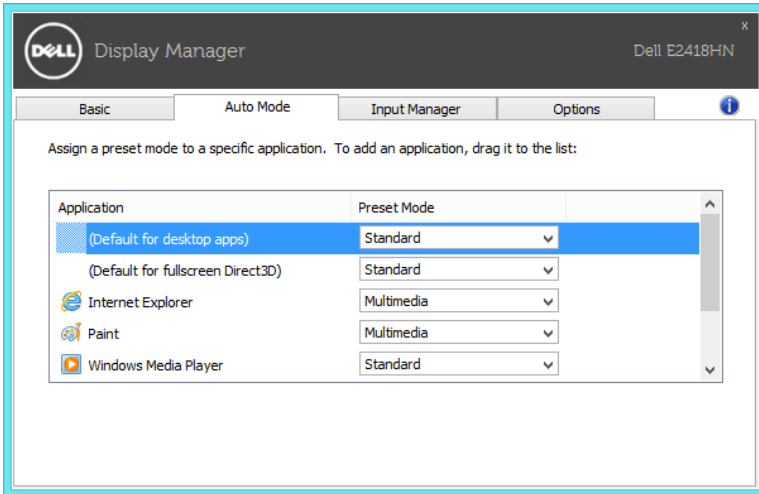 x
DELL Display Manager Dell E2418HN
Basic Auto Mode Input Manager Options i
Assign a preset mode to a specific application. To add an application, drag it to the list:
Application Preset Mode
(Default for desktop apps) Standard
(Default for fullscreen Direct3D) Standard
Internet Explorer Multimedia
Paint Multimedia
Windows Media Player Standard